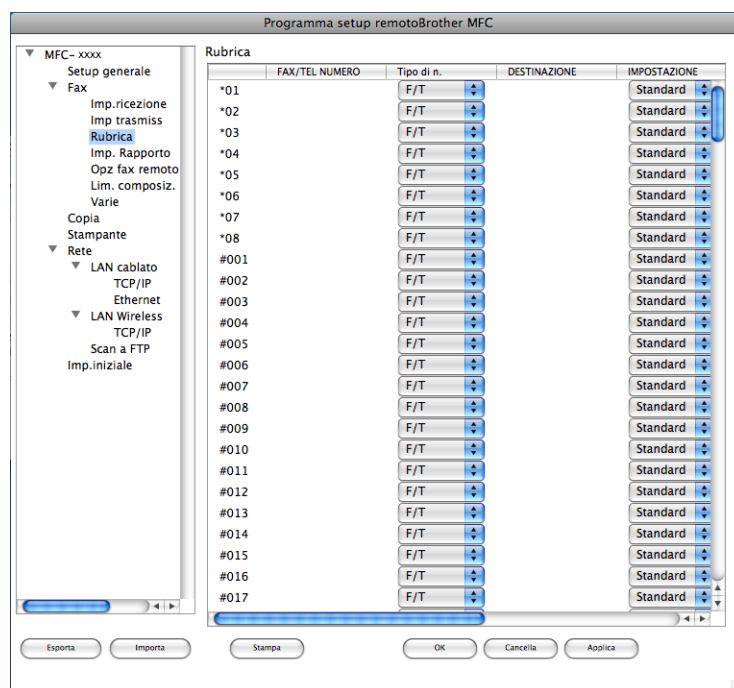 Programma setup remotoBrother MFC
MFC- xxxx
Setup generale
Fax
Imp.ricezione
Imp trasmiss
Rubrica
Imp. Rapporto
Opz fax remoto
Lim. composiz.
Varie
Copia
Stampante
Rete
LAN cablato
TCP/IP
Ethernet
LAN Wireless
TCP/IP
Scan a FTP
Imp.iniziale
Rubrica
FAX/TEL NUMERO Tipo di n. DESTINAZIONE IMPOSTAZIONE
*01 F/T Standard
*02 F/T Standard
*03 F/T Standard
*04 F/T Standard
*05 F/T Standard
*06 F/T Standard
*07 F/T Standard
*08 F/T Standard
#001 F/T Standard
#002 F/T Standard
#003 F/T Standard
#004 F/T Standard
#005 F/T Standard
#006 F/T Standard
#007 F/T Standard
#008 F/T Standard
#009 F/T Standard
#010 F/T Standard
#011 F/T Standard
#012 F/T Standard
#013 F/T Standard
#014 F/T Standard
#015 F/T Standard
#016 F/T Standard
#017 F/T Standard
Esporta Importa Stampa OK Cancella Applica